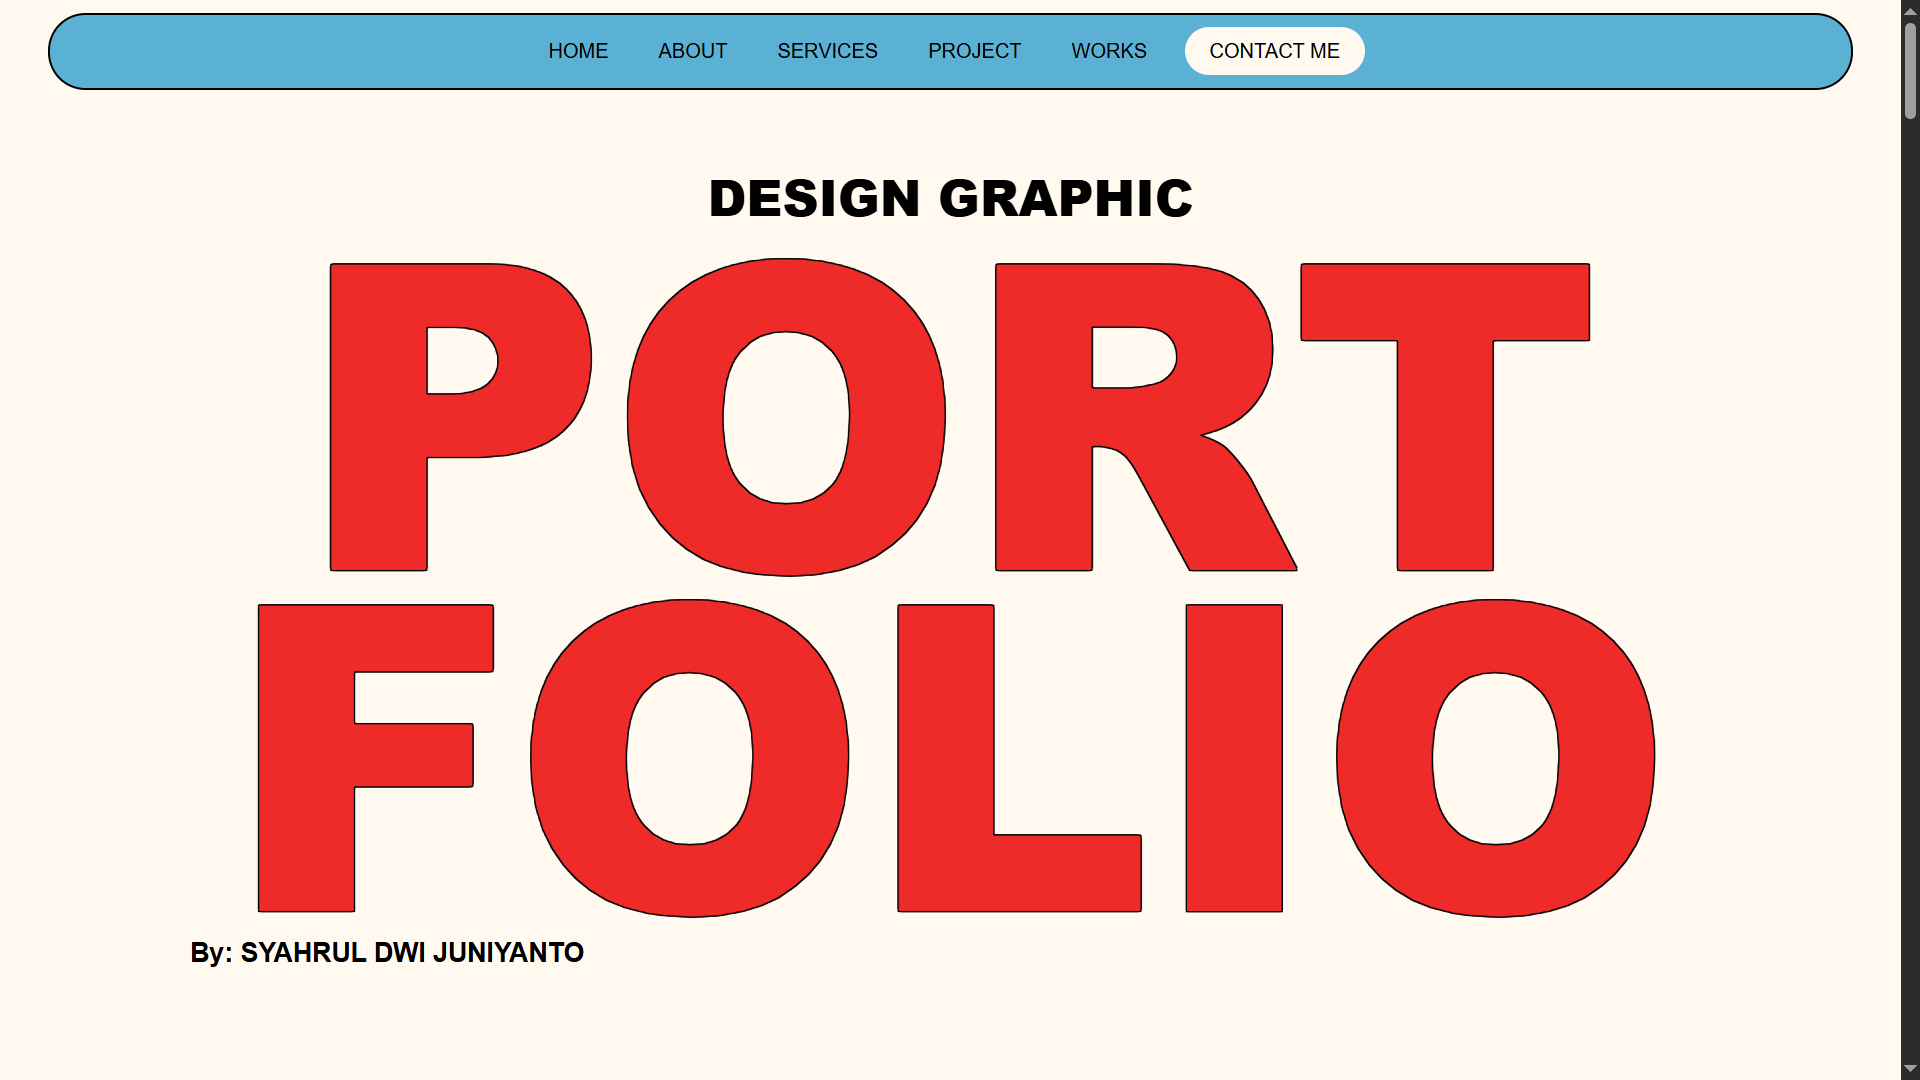 HOME ABOUT SERVICES PROJECT WORKS CONTACT ME
DESIGN GRAPHIC
PORT
FOLIO
By: SYAHRUL DWI JUNIYANTO